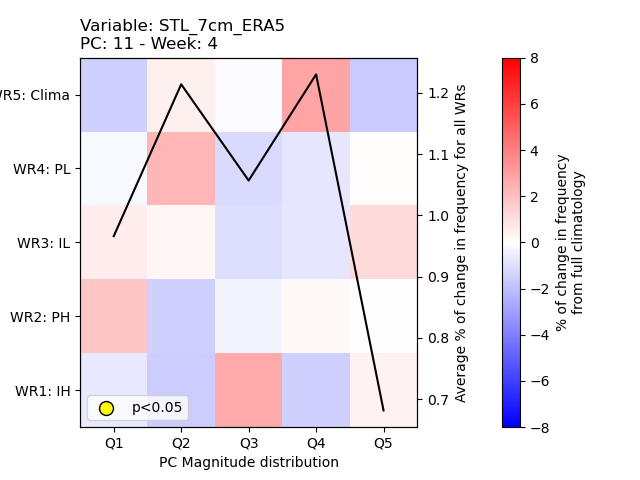 Variable: STL_7cm_ERA5
PC: 11 - Week: 4
WR5: Clima
WR4: PL
WR3: IL
WR2: PH
WR1: IH
p<0.05
Q1 Q2 Q3 Q4 Q5
PC Magnitude distribution
1.2
1.1
1.0
0.9
0.8
0.7
Average % of change in frequency for all WRs
8
6
4
2
0
−2
−4
−6
−8
% of change in frequency
from full climatology